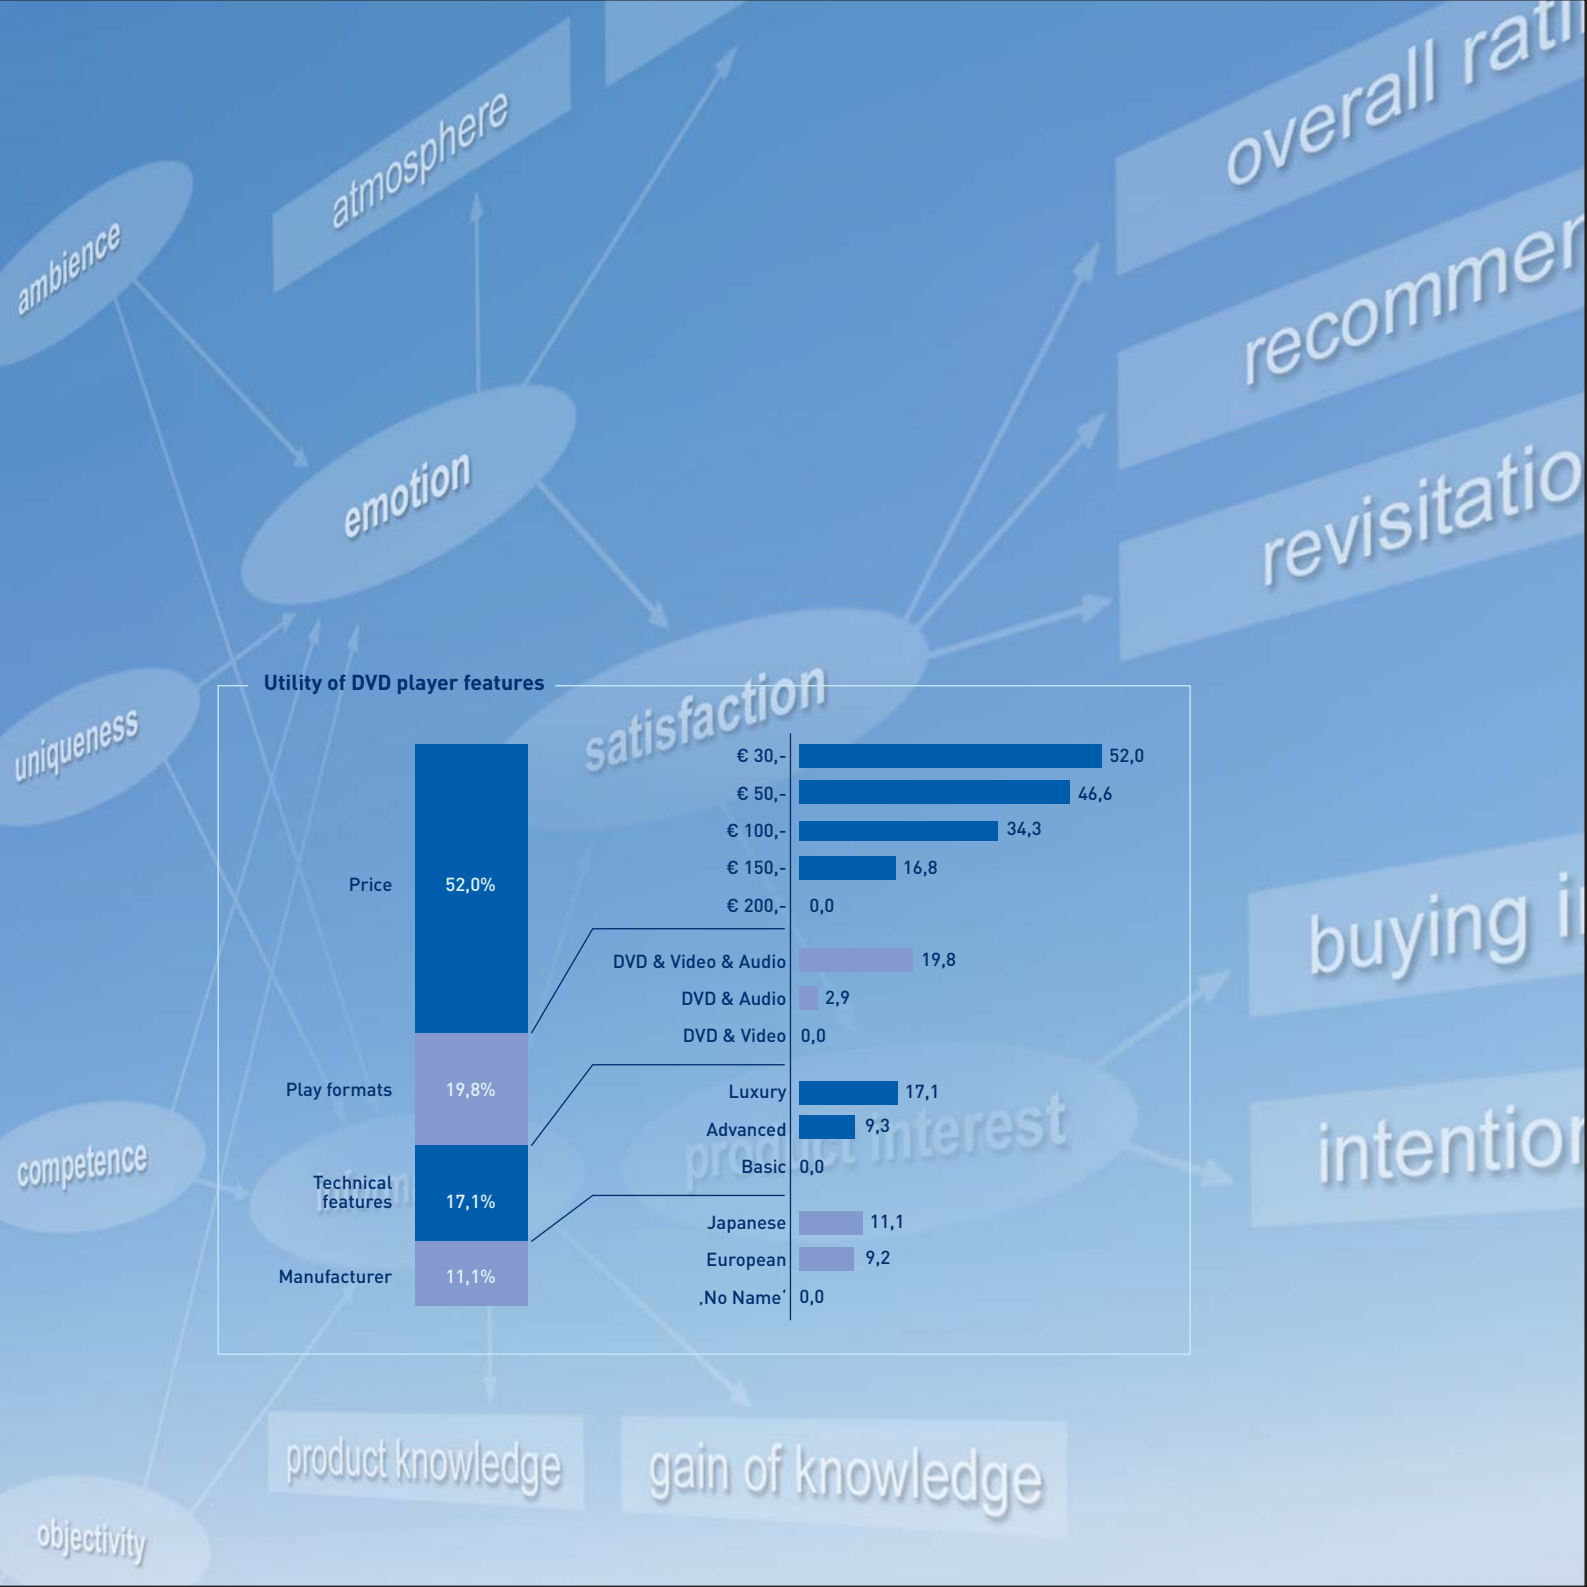 overall
atmosphere
ambience
emotion
satisfaction
uniqueness
Utility of DVD player features
€ 30,- 52,0
€ 50,- 46,6
€ 100,- 34,3
€ 150,- 16,8
€ 200,- 0,0
Price 52,0%
DVD & Video & Audio 19,8
DVD & Audio 2,9
DVD & Video 0,0
Play formats 19,8%
Luxury 17,1
Advanced 9,3
Basic 0,0
Technical
features 17,1%
Japanese 11,1
European 9,2
‚No Name‘ 0,0
Manufacturer 11,1%
buying
product interest
competence
product knowledge
gain of knowledge
objectivity